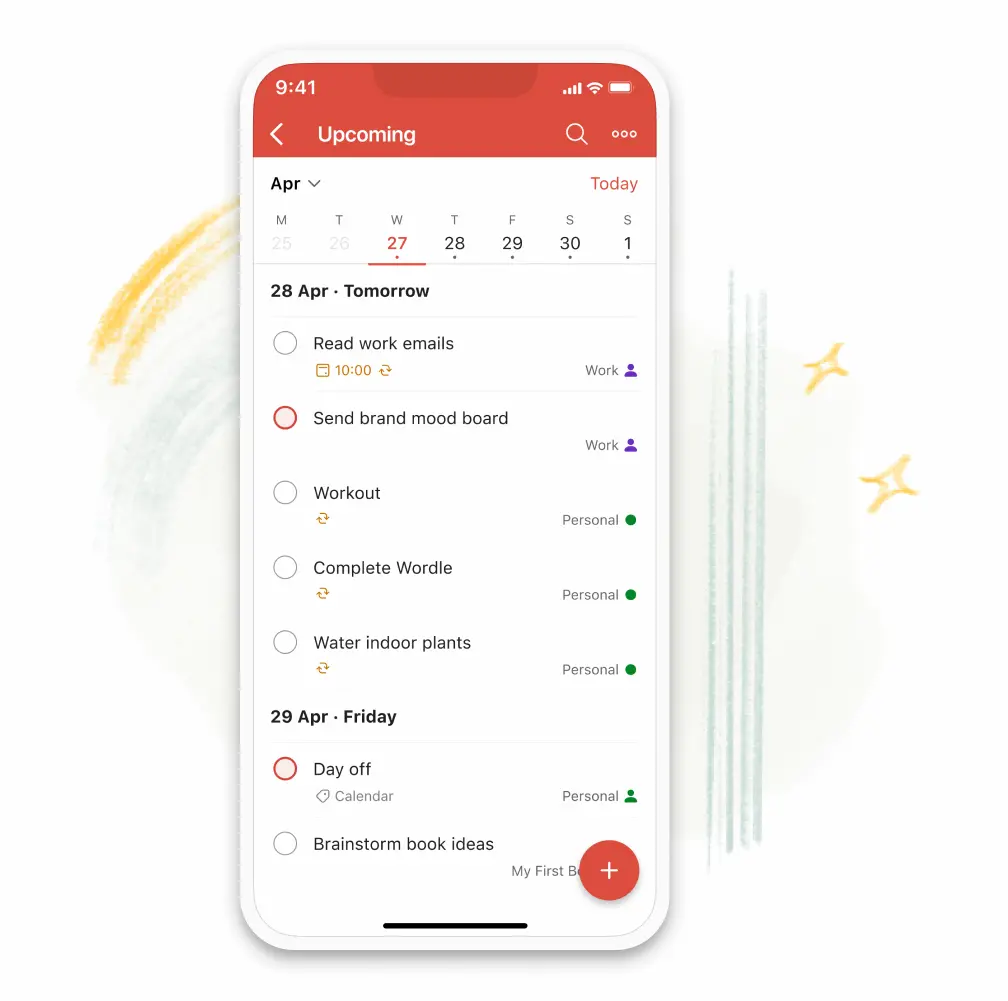 9:41
Upcoming
Apr Today
M T W T F S S
25 26 27 28 29 30 1
28 Apr · Tomorrow
Read work emails
10:00 Work
Send brand mood board
Work
Workout
Personal
Complete Wordle
Personal
Water indoor plants
Personal
29 Apr · Friday
Day off
Calendar Personal
Brainstorm book ideas
My First